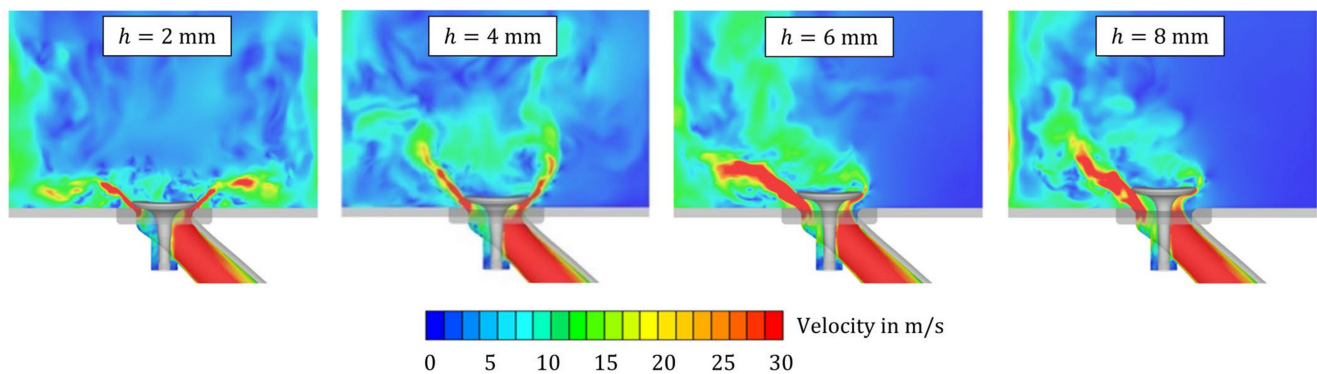 h = 2 mm
h = 4 mm
h = 6 mm
h = 8 mm
Velocity in m/s
0 5 10 15 20 25 30